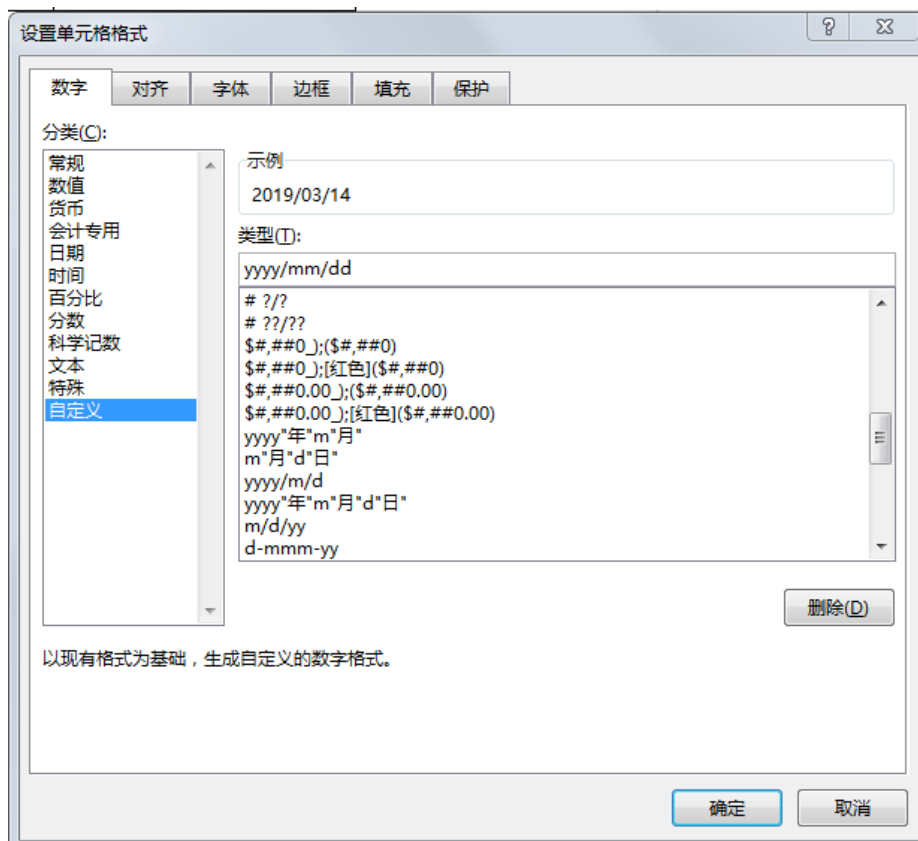 设置单元格格式
数字 对齐 字体 边框 填充 保护
分类(C):
常规
数值
货币
会计专用
日期
时间
百分比
分数
科学记数
文本
特殊
自定义
示例
2019/03/14
类型(T):
yyyy/mm/dd
# ?/?
# ??/??
$#,##0_);($#,##0)
$#,##0_);[红色]($#,##0)
$#,##0.00_);($#,##0.00)
$#,##0.00_);[红色]($#,##0.00)
yyyy"年"m"月"
m"月"d"日"
yyyy/m/d
yyyy"年"m"月"d"日"
m/d/yy
d-mmm-yy
删除(D)
以现有格式为基础，生成自定义的数字格式。
确定 取消